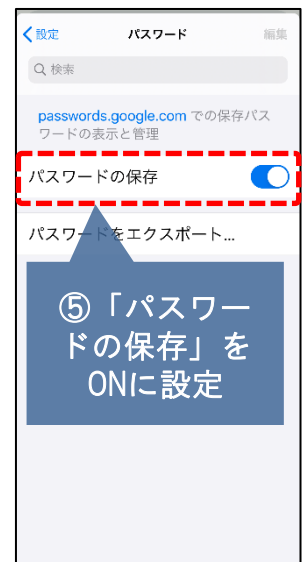 設定 パスワード 編集
検索
passwords.google.com での保存パス
ワードの表示と管理
パスワードの保存
パスワードをエクスポート...
⑤「パスワー
ドの保存」を
ONに設定